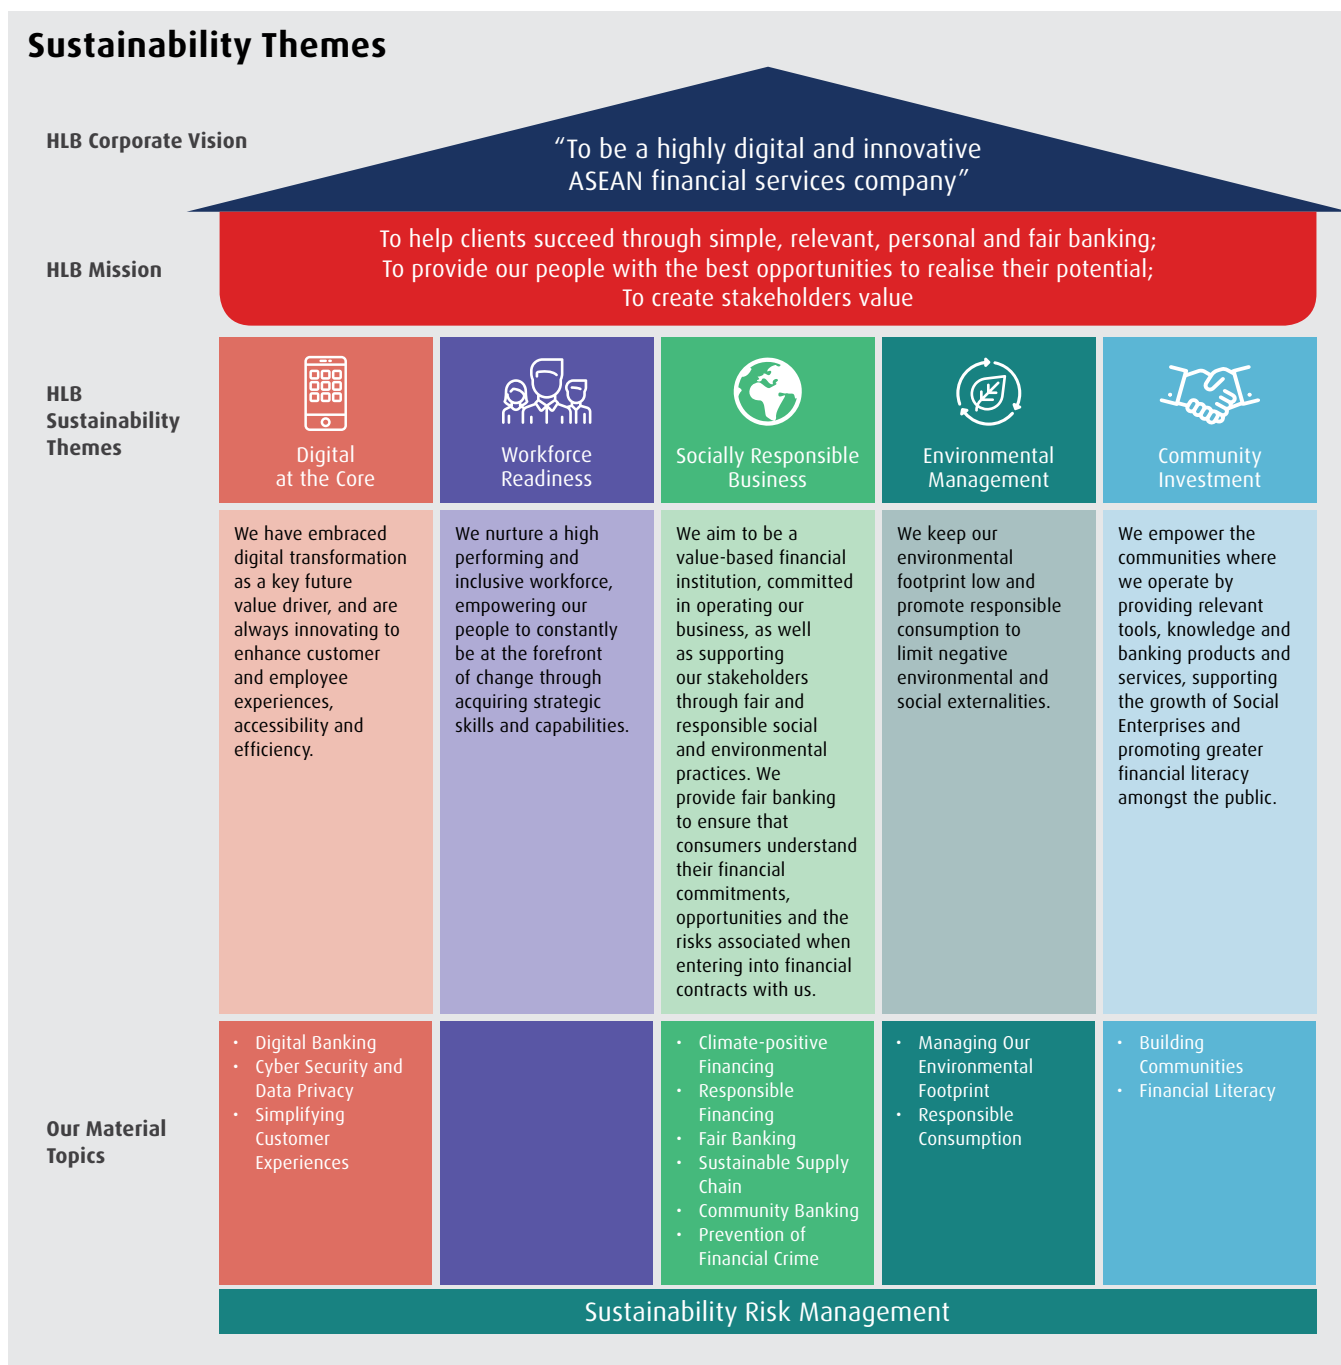 Sustainability Themes
HLB Corporate Vision
“To be a highly digital and innovative
ASEAN financial services company”
HLB Mission
To help clients succeed through simple, relevant, personal and fair banking;
To provide our people with the best opportunities to realise their potential;
To create stakeholders value
HLB
Sustainability
Themes
Digital
at the Core
Workforce
Readiness
Socially Responsible
Business
Environmental
Management
Community
Investment
We have embraced
digital transformation
as a key future
value driver, and are
always innovating to
enhance customer
and employee
experiences,
accessibility and
efficiency.
We nurture a high
performing and
inclusive workforce,
empowering our
people to constantly
be at the forefront
of change through
acquiring strategic
skills and capabilities.
We aim to be a
value-based financial
institution, committed
in operating our
business, as well
as supporting
our stakeholders
through fair and
responsible social
and environmental
practices. We
provide fair banking
to ensure that
consumers understand
their financial
commitments,
opportunities and the
risks associated when
entering into financial
contracts with us.
We keep our
environmental
footprint low and
promote responsible
consumption to
limit negative
environmental and
social externalities.
We empower the
communities where
we operate by
providing relevant
tools, knowledge and
banking products and
services, supporting
the growth of Social
Enterprises and
promoting greater
financial literacy
amongst the public.
Our Material
Topics
• Digital Banking
• Cyber Security and
Data Privacy
• Simplifying
Customer
Experiences
• Climate-positive
Financing
• Responsible
Financing
• Fair Banking
• Sustainable Supply
Chain
• Community Banking
• Prevention of
Financial Crime
• Managing Our
Environmental
Footprint
• Responsible
Consumption
• Building
Communities
• Financial Literacy
Sustainability Risk Management